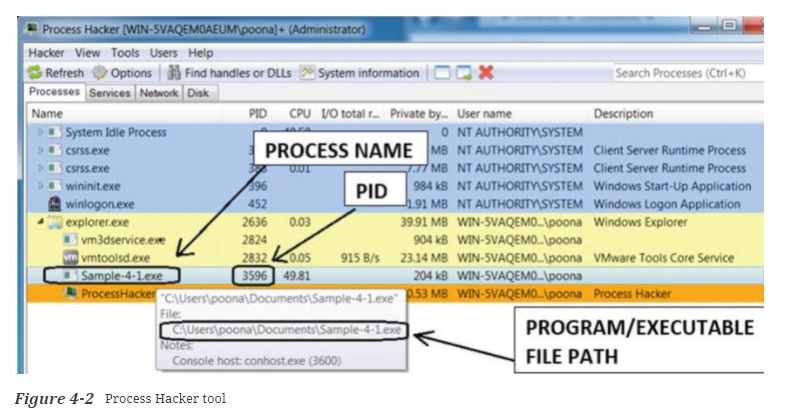 Process Hacker [WIN-5VAQEM0AEUM\poona]+ (Administrator)
Hacker View Tools Users Help
Refresh Options Find handles or DLLs System information Search Processes (Ctrl+K)
Processes Services Network Disk
Name PID CPU I/O total r... Private by... User name Description
System Idle Process 0 NT AUTHORITY\SYSTEM
csrss.exe MB NT AUTHORITY\SYSTEM Client Server Runtime Process
PROCESS NAME
csrss.exe 0.01 7.77 MB NT AUTHORITY\SYSTEM Client Server Runtime Process
wininit.exe 396 984 kB NT AUTHORITY\SYSTEM Windows Start-Up Application
PID
winlogon.exe 452 1.91 MB NT AUTHORITY\SYSTEM Windows Logon Application
explorer.exe 2636 0.03 39.91 MB WIN-5VAQEM0...\poona Windows Explorer
vm3dservice.exe 2824 904 kB WIN-5VAQEM0...\poona
vm vmtoolsd.exe 2832 0.05 915 B/s 23.14 MB WIN-5VAQEM0...\poona VMware Tools Core Service
Sample-4-1.exe 3596 49.81 204 kB WIN-5VAQEM0...\poona
ProcessHacker 0.53 MB WIN-5VAQEM0...\poona Process Hacker
"C:\Users\poona\Documents\Sample-4-1.exe"
File:
C:\Users\poona\Documents\Sample-4-1.exe
Notes:
Console host: conhost.exe (3600)
PROGRAM/EXECUTABLE
FILE PATH
Figure 4-2 Process Hacker tool